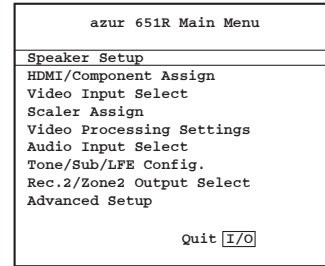 azur 651R Main Menu
Speaker Setup
HDMI/Component Assign
Video Input Select
Scaler Assign
Video Processing Settings
Audio Input Select
Tone/Sub/LFE Config.
Rec.2/Zone2 Output Select
Advanced Setup
Quit I/O